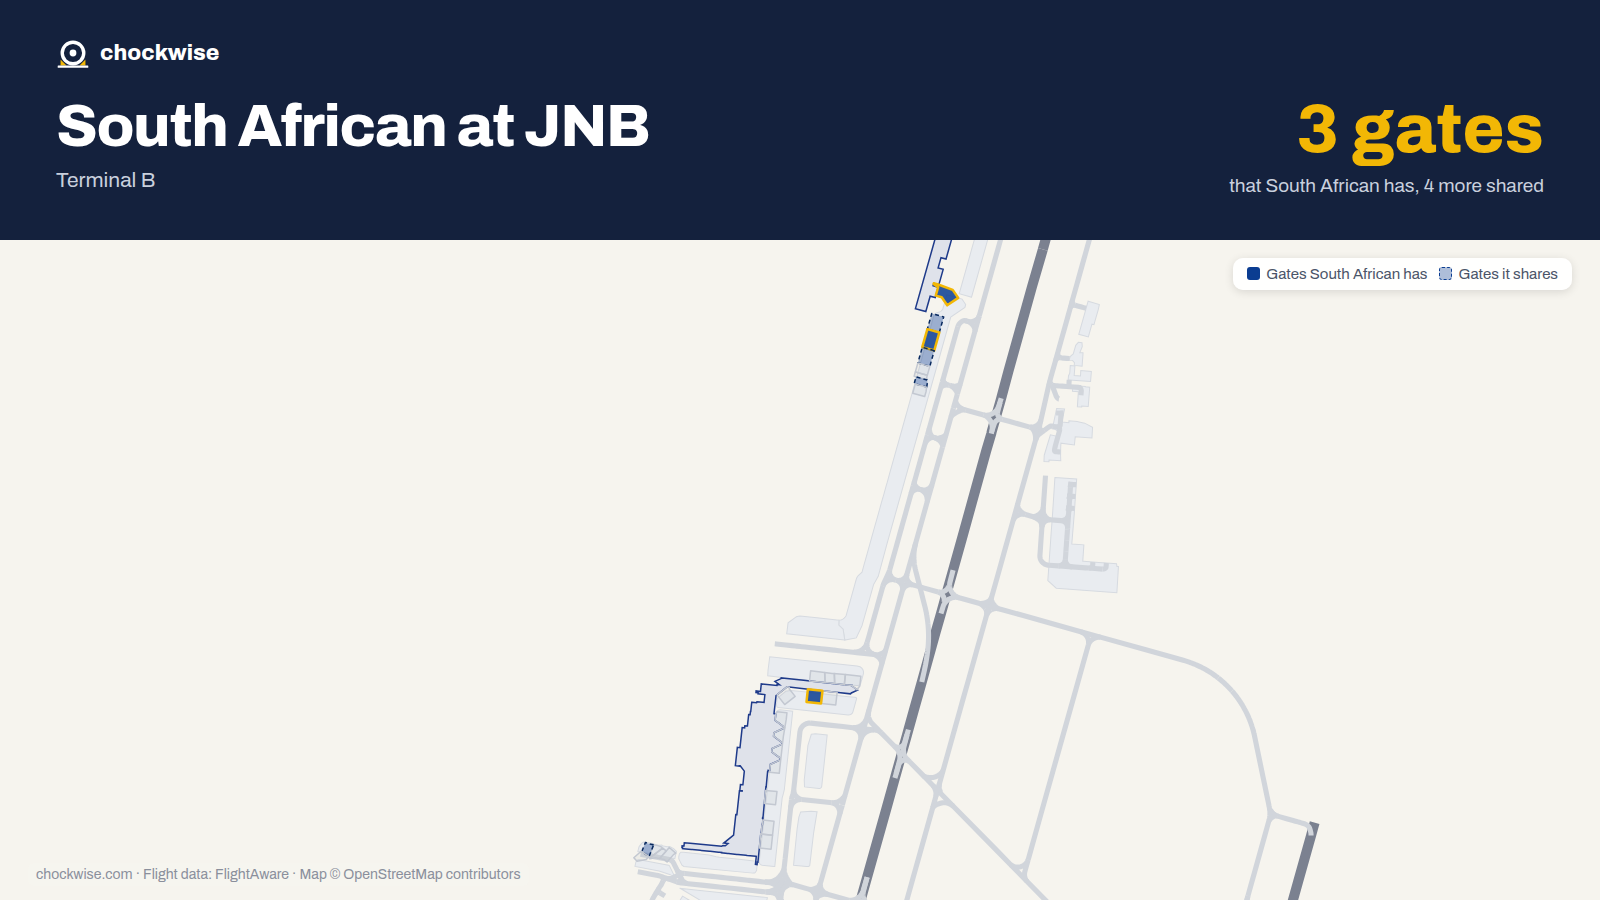 chockwise
South African at JNB
Terminal B
3 gates
that South African has, 4 more shared
Gates South African has
Gates it shares
chockwise.com · Flight data: FlightAware · Map © OpenStreetMap contributors